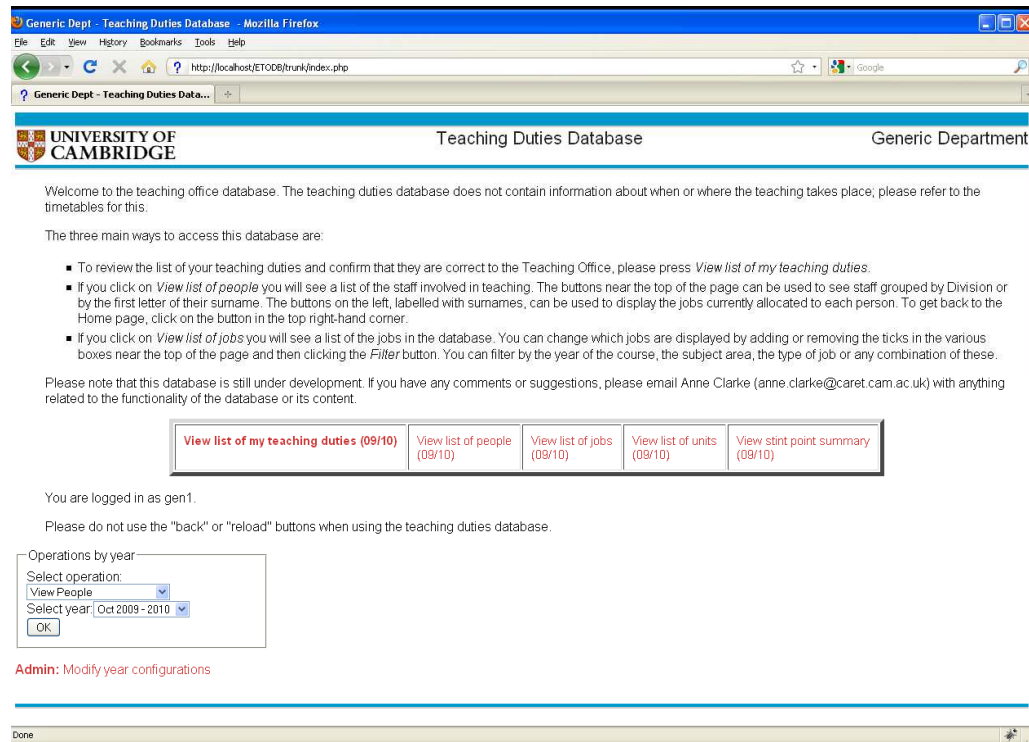 Generic Dept - Teaching Duties Database - Mozilla Firefox
File Edit View History Bookmarks Tools Help
http://localhost/ETODB/trunk/index.php
Google
Generic Dept - Teaching Duties Data...
UNIVERSITY OF
CAMBRIDGE
Teaching Duties Database
Generic Department
Welcome to the teaching office database. The teaching duties database does not contain information about when or where the teaching takes place; please refer to the
timetables for this.
The three main ways to access this database are:
To review the list of your teaching duties and confirm that they are correct to the Teaching Office, please press View list of my teaching duties.
If you click on View list of people you will see a list of the staff involved in teaching. The buttons near the top of the page can be used to see staff grouped by Division or
by the first letter of their surname. The buttons on the left, labelled with surnames, can be used to display the jobs currently allocated to each person. To get back to the
Home page, click on the button in the top right-hand corner.
If you click on View list of jobs you will see a list of the jobs in the database. You can change which jobs are displayed by adding or removing the ticks in the various
boxes near the top of the page and then clicking the Filter button. You can filter by the year of the course, the subject area, the type of job or any combination of these.
Please note that this database is still under development. If you have any comments or suggestions, please email Anne Clarke (anne.clarke@caret.cam.ac.uk) with anything
related to the functionality of the database or its content.
View list of my teaching duties (09/10)
View list of people
(09/10)
View list of jobs
(09/10)
View list of units
(09/10)
View stint point summary
(09/10)
You are logged in as gen1.
Please do not use the "back" or "reload" buttons when using the teaching duties database.
Operations by year
Select operation:
View People
Select year: Oct 2009 - 2010
OK
Admin: Modify year configurations
Done